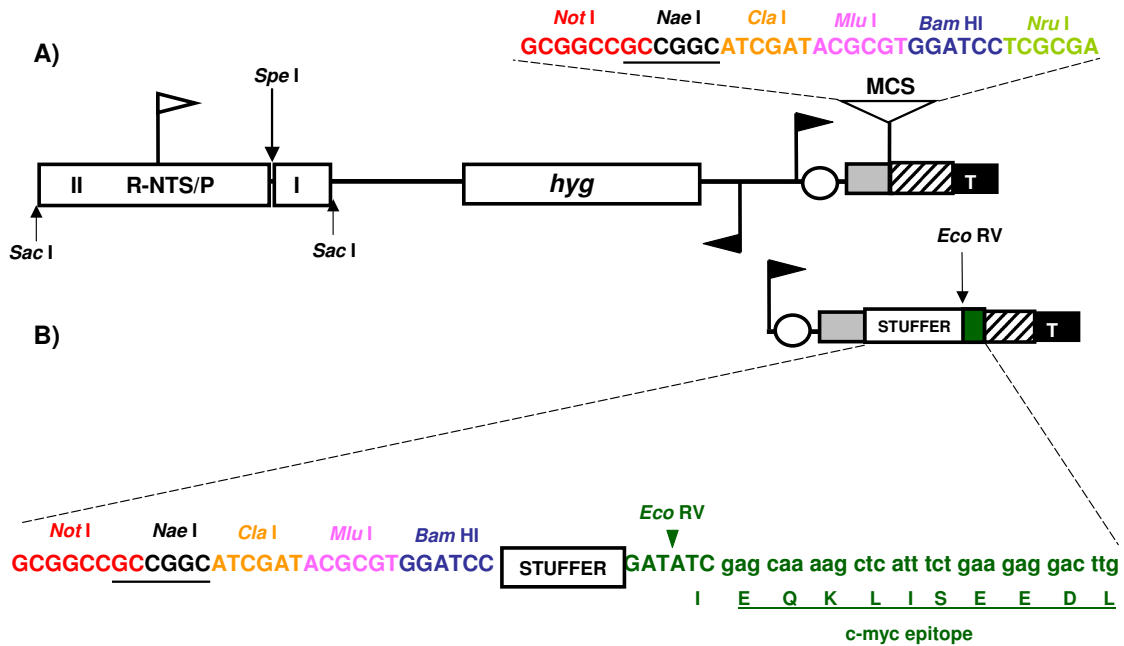 Not I Nae I Cla I Mlu I Bam HI Nru I
GCGGCCGCCGGCATCGATACGCGTGGATCCTCGCGA
A)
Spe I
MCS
II R-NTS/P I hyg T
Sac I Sac I
Eco RV
STUFFER T
B)
Eco RV
Not I Nae I Cla I Mlu I Bam HI
GCGGCCGCCGGCATCGATACGCGTGGATCC STUFFER GATATC gag caa aag ctc att tct gaa gag gac ttg
I E Q K L I S E E D L
c-myc epitope